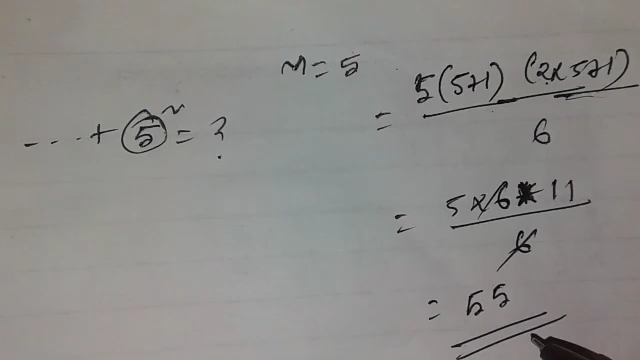 n = 5
---+ 5² = ?
= 5(5+1) (2×5+1) / 6
= 5×6×11 / 6
= 55